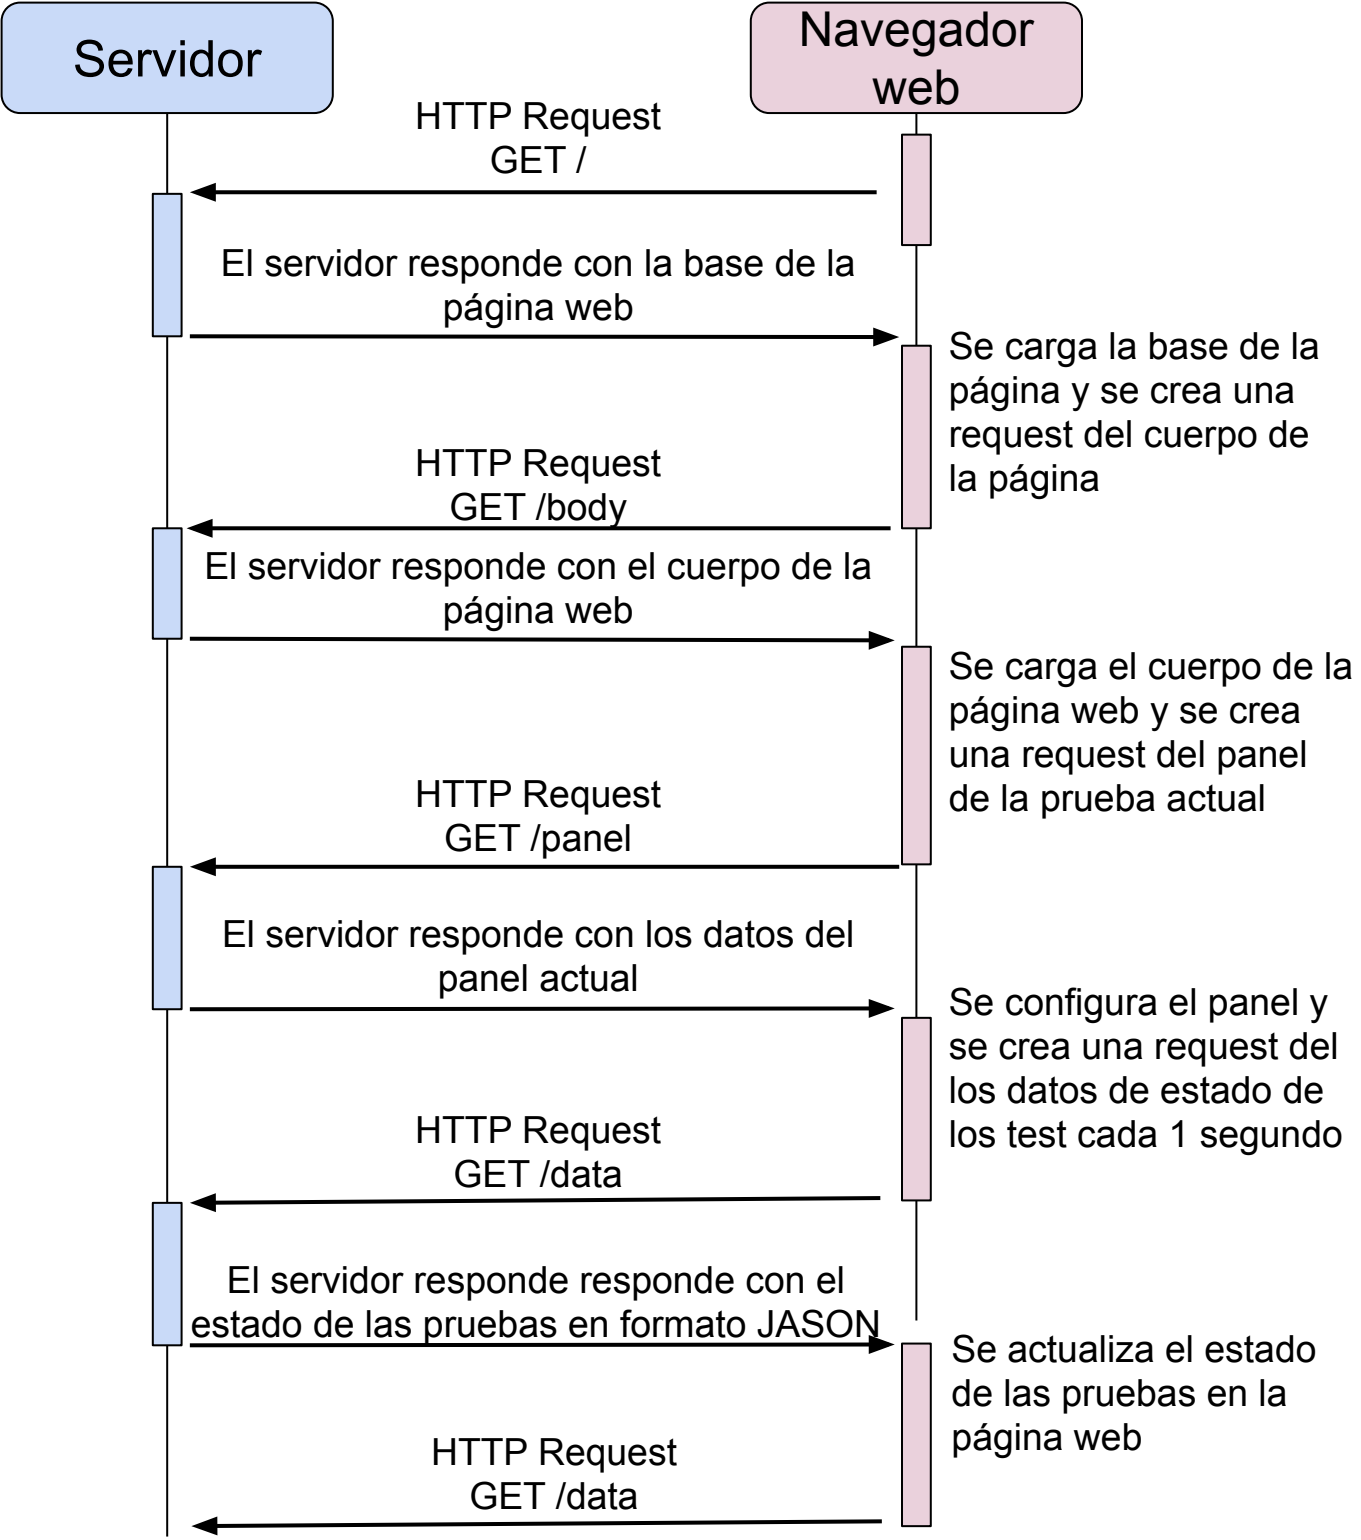 Servidor
Navegador
web
HTTP Request
GET /
El servidor responde con la base de la
página web
Se carga la base de la
página y se crea una
request del cuerpo de
la página
HTTP Request
GET /body
El servidor responde con el cuerpo de la
página web
Se carga el cuerpo de la
página web y se crea
una request del panel
de la prueba actual
HTTP Request
GET /panel
El servidor responde con los datos del
panel actual
Se configura el panel y
se crea una request del
los datos de estado de
los test cada 1 segundo
HTTP Request
GET /data
El servidor responde responde con el
estado de las pruebas en formato JASON
Se actualiza el estado
de las pruebas en la
página web
HTTP Request
GET /data